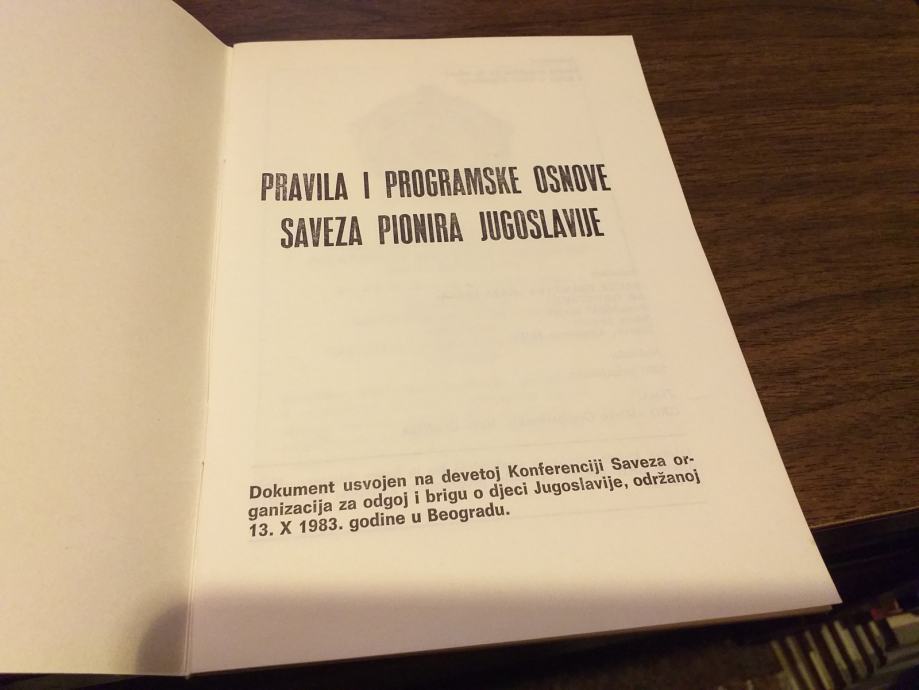 PRAVILA I PROGRAMSKE OSNOVE
SAVEZA PIONIRA JUGOSLAVIJE
Dokument usvojen na devetoj Konferenciji Saveza or-
ganizacija za odgoj i brigu o djeci Jugoslavije, održanoj
13. X 1983. godine u Beogradu.